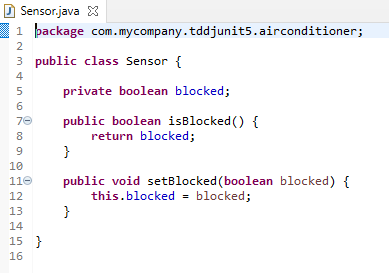 Sensor.java
1 package com.mycompany.tddjunit5.airconditioner;
2
3 public class Sensor {
4
5     private boolean blocked;
6
7     public boolean isBlocked() {
8         return blocked;
9     }
10
11     public void setBlocked(boolean blocked) {
12         this.blocked = blocked;
13     }
14
15 }
16